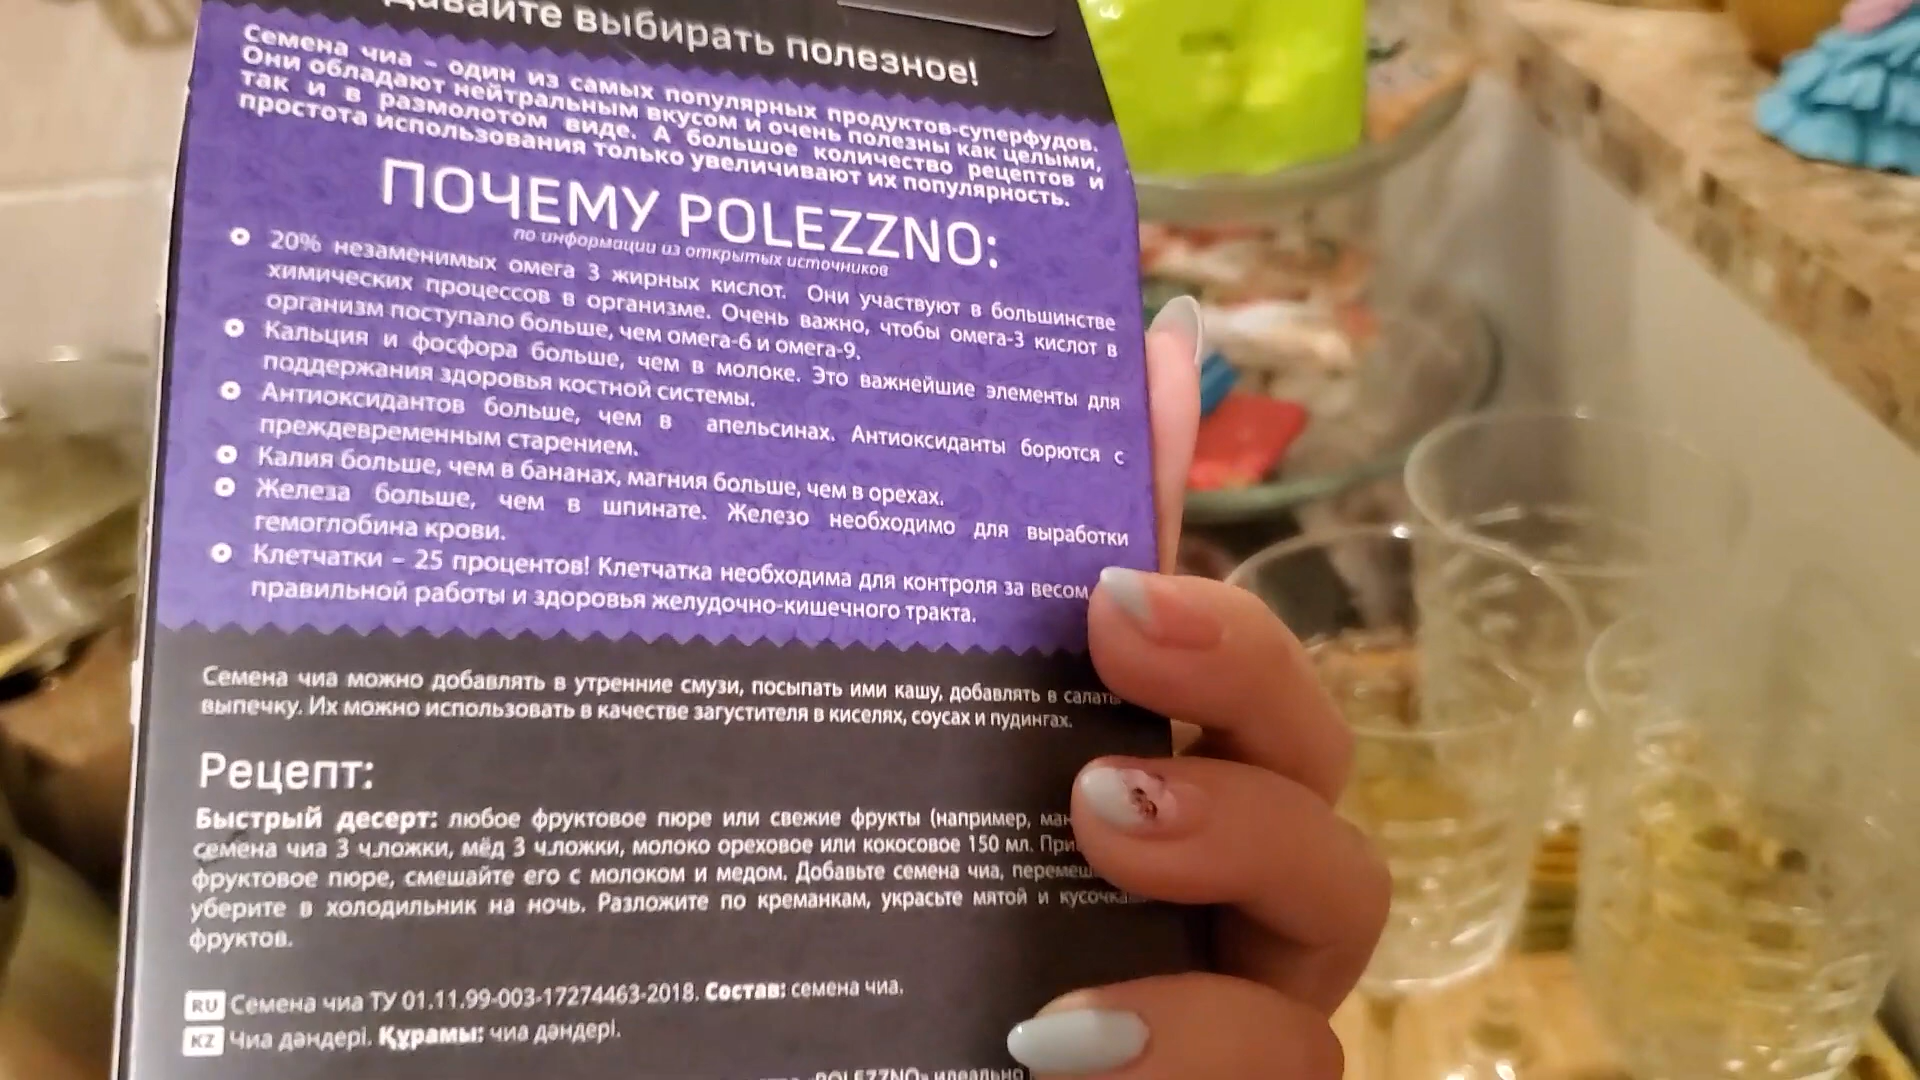 давайте выбирать полезное!
Семена чиа – один из самых популярных продуктов-суперфудов.
Они обладают нейтральным вкусом и очень полезны как целыми,
так и в размолотом виде. А большое количество рецептов и
простота использования только увеличивают их популярность.
ПОЧЕМУ POLEZZNO:
по информации из открытых источников
20% незаменимых омега 3 жирных кислот. Они участвуют в большинстве
химических процессов в организме. Очень важно, чтобы омега-3 кислот в
организм поступало больше, чем омега-6 и омега-9.
Кальция и фосфора больше, чем в молоке. Это важнейшие элементы для
поддержания здоровья костной системы.
Антиоксидантов больше, чем в апельсинах. Антиоксиданты борются с
преждевременным старением.
Калия больше, чем в бананах, магния больше, чем в орехах.
Железа больше, чем в шпинате. Железо необходимо для выработки
гемоглобина крови.
Клетчатки – 25 процентов! Клетчатка необходима для контроля за весом,
правильной работы и здоровья желудочно-кишечного тракта.
Семена чиа можно добавлять в утренние смузи, посыпать ими кашу, добавлять в салаты
выпечку. Их можно использовать в качестве загустителя в киселях, соусах и пудингах.
Рецепт:
Быстрый десерт: любое фруктовое пюре или свежие фрукты (например,
семена чиа 3 ч.ложки, мёд 3 ч.ложки, молоко ореховое или кокосовое 150 мл.
фруктовое пюре, смешайте его с молоком и медом. Добавьте семена чиа,
уберите в холодильник на ночь. Разложите по креманкам, украсьте мятой и
фруктов.
RU Семена чиа ТУ 01.11.99-003-17274463-2018. Состав: семена чиа.
KZ Чиа дәндері. Құрамы: чиа дәндері.
«POLEZZNO» идеально